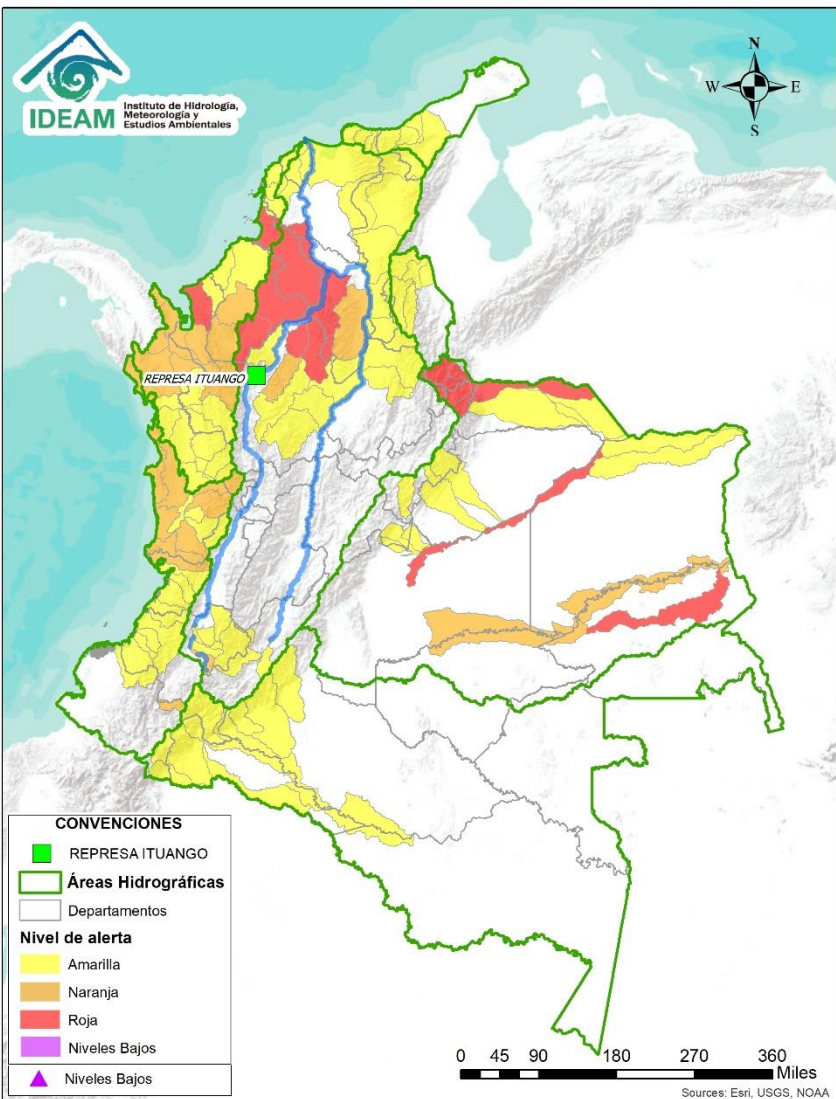 IDEAM
Instituto de Hidrología,
Meteorología y
Estudios Ambientales
N
W
E
S
REPRESA ITUANGO
CONVENCIONES
REPRESA ITUANGO
Áreas Hidrográficas
Departamentos
Nivel de alerta
Amarilla
Naranja
Roja
Niveles Bajos
Niveles Bajos
0 45 90 180 270 360
Miles
Sources: Esri, USGS, NOAA